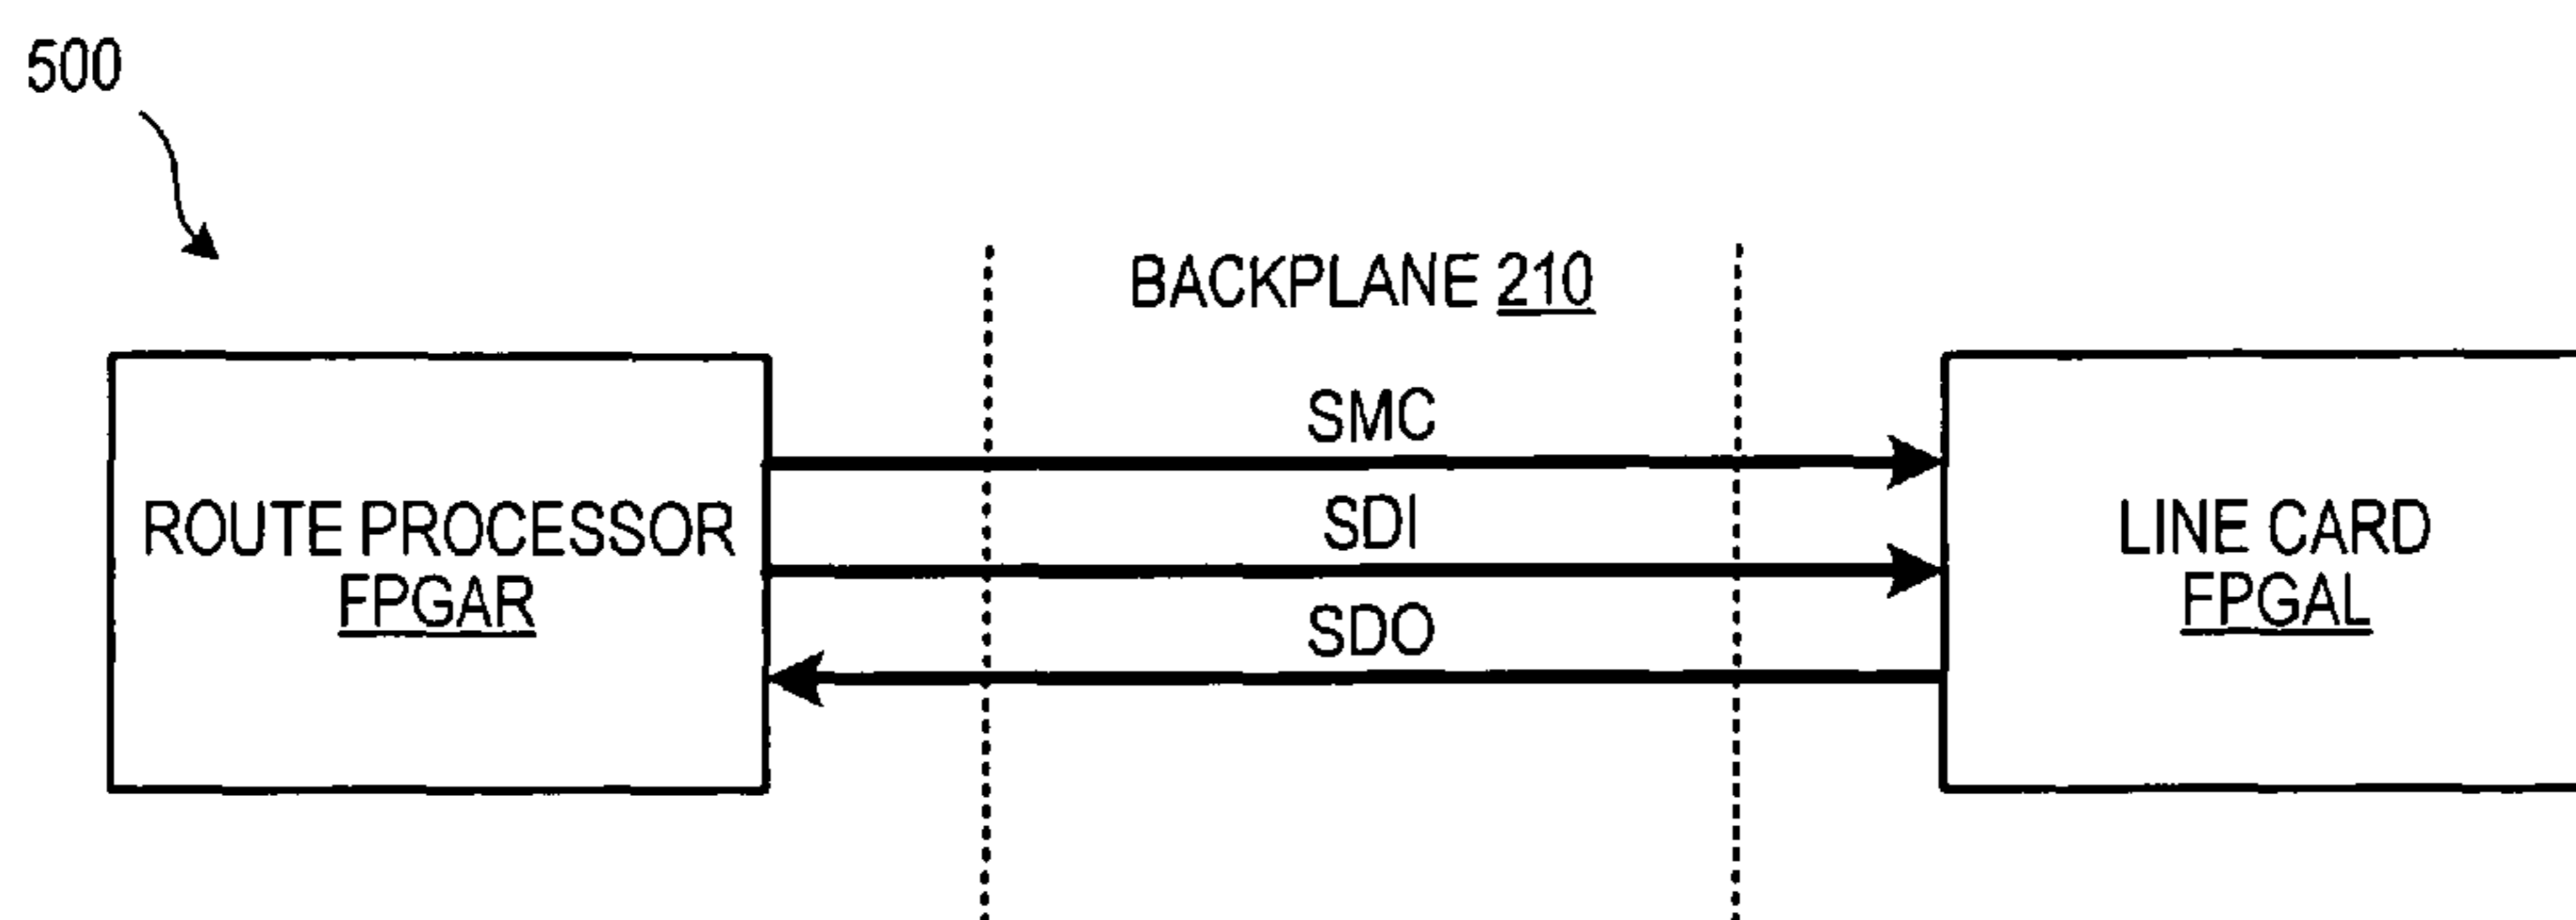 500
BACKPLANE 210
SMC
SDI
SDO
ROUTE PROCESSOR
FPGAR
LINE CARD
FPGAL